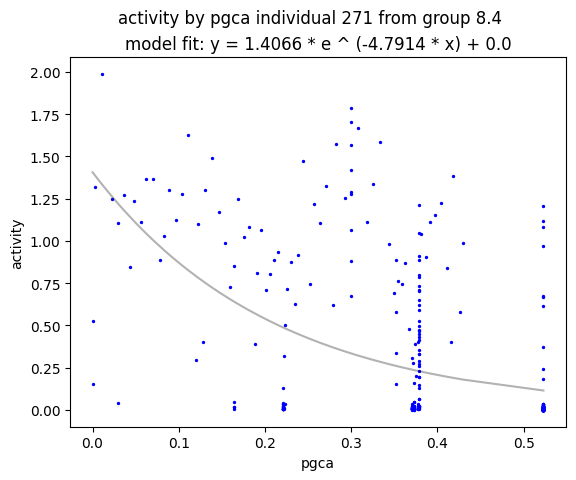 activity by pgca individual 271 from group 8.4
model fit: y = 1.4066 * e ^ (-4.7914 * x) + 0.0
2.00
1.75
1.50
1.25
1.00
0.75
0.50
0.25
0.00
activity
0.0 0.1 0.2 0.3 0.4 0.5
pgca